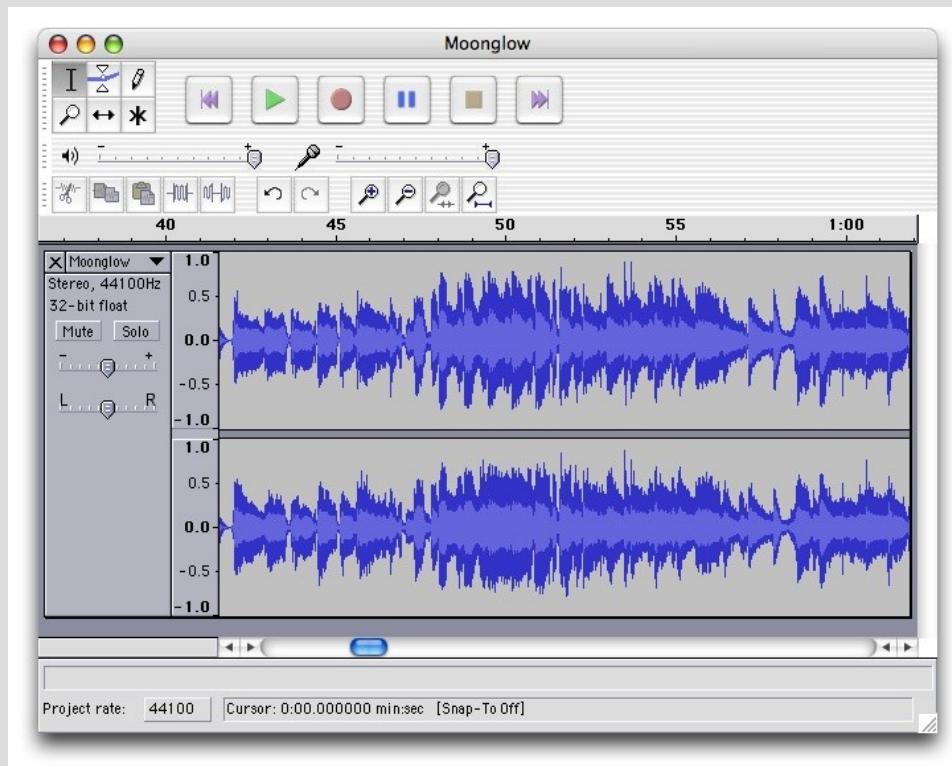 Moonglow
- +
- +
40 45 50 55 1:00
Moonglow
Stereo, 44100Hz
32-bit float
Mute Solo
- +
L R
1.0
0.5
0.0
-0.5
-1.0
1.0
0.5
0.0
-0.5
-1.0
Project rate: 44100 Cursor: 0:00.000000 min:sec [Snap-To Off]